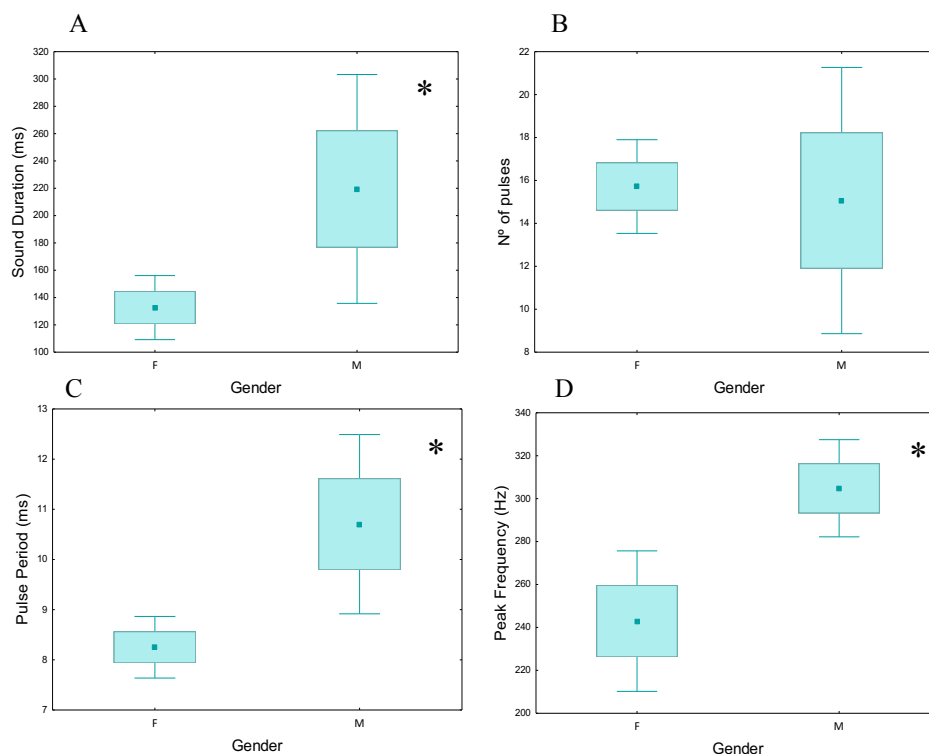 A
Sound Duration (ms)
320
300
280
260
240
220
200
180
160
140
120
100
*
F
M
Gender
B
Nº of pulses
22
20
18
16
14
12
10
8
F
M
Gender
C
Pulse Period (ms)
13
12
11
10
9
8
7
*
F
M
Gender
D
Peak Frequency (Hz)
340
320
300
280
260
240
220
200
*
F
M
Gender